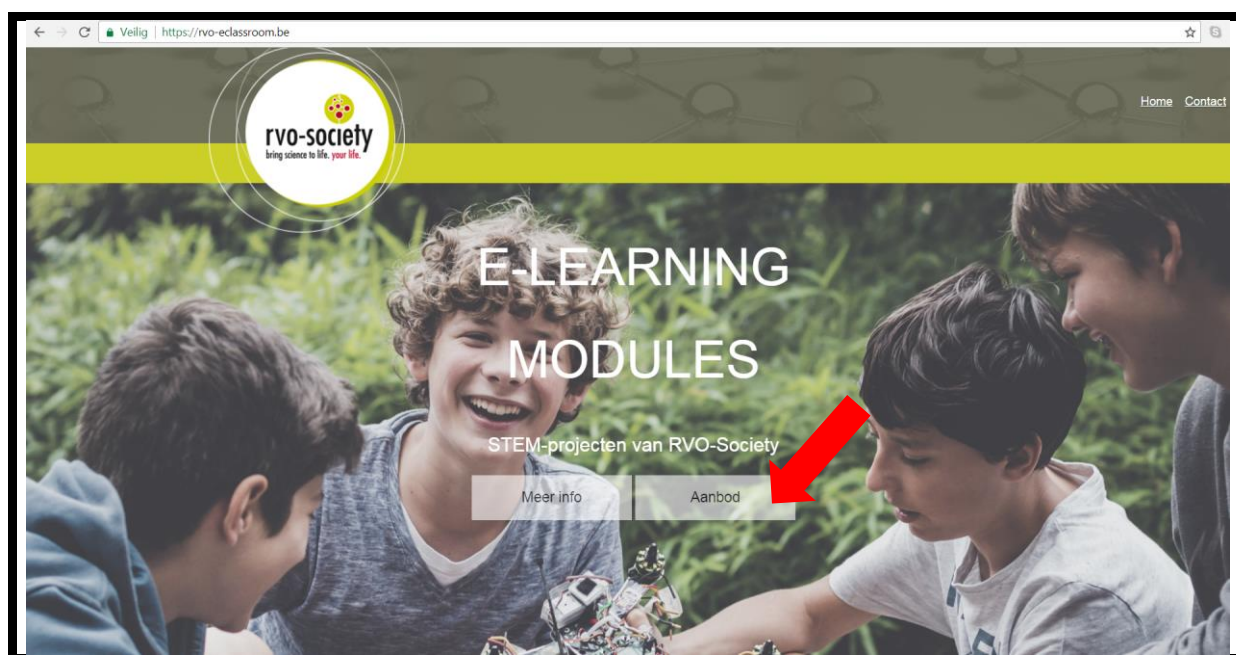 Veilig | https://rvo-eclassroom.be
Home Contact
rvo-society
bring science to life. your life.
E-LEARNING
MODULES
STEM-projecten van RVO-Society
Meer info Aanbod